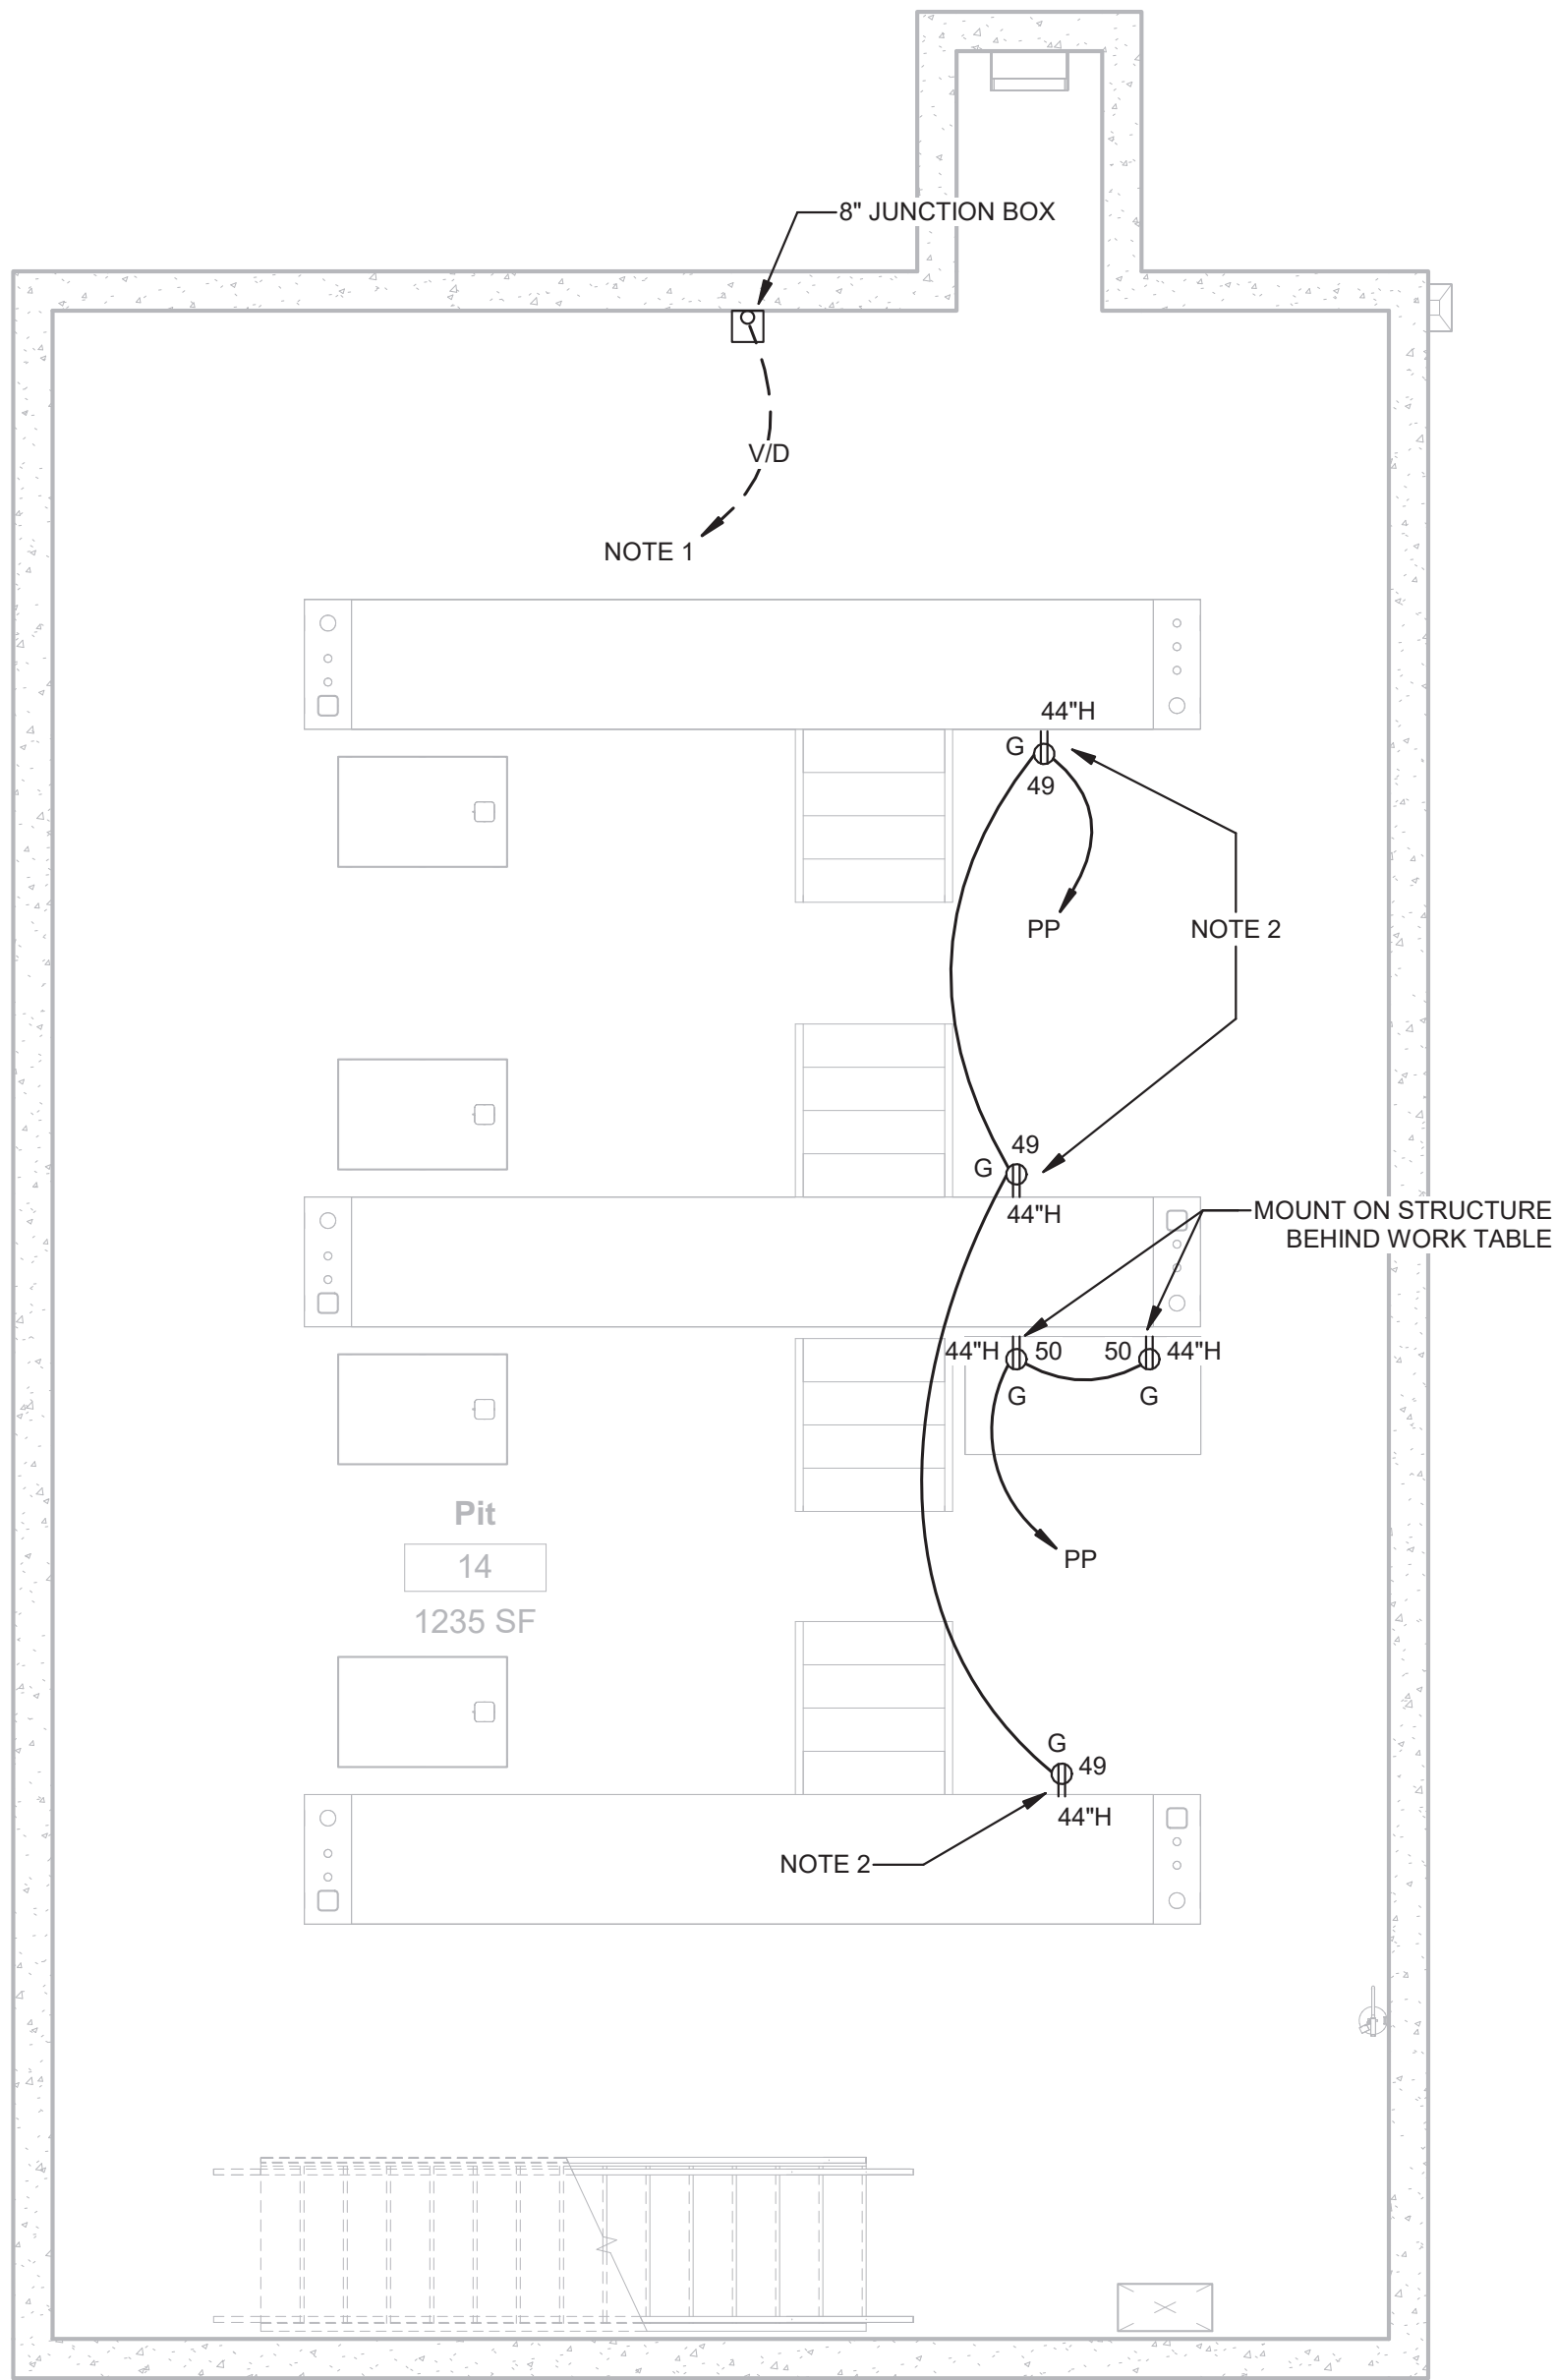 8" JUNCTION BOX
V/D
NOTE 1
44"H
G
49
PP
NOTE 2
49
G
44"H
MOUNT ON STRUCTURE
BEHIND WORK TABLE
44"H 50 50 44"H
G G
Pit
14
PP
1235 SF
G
49
44"H
NOTE 2